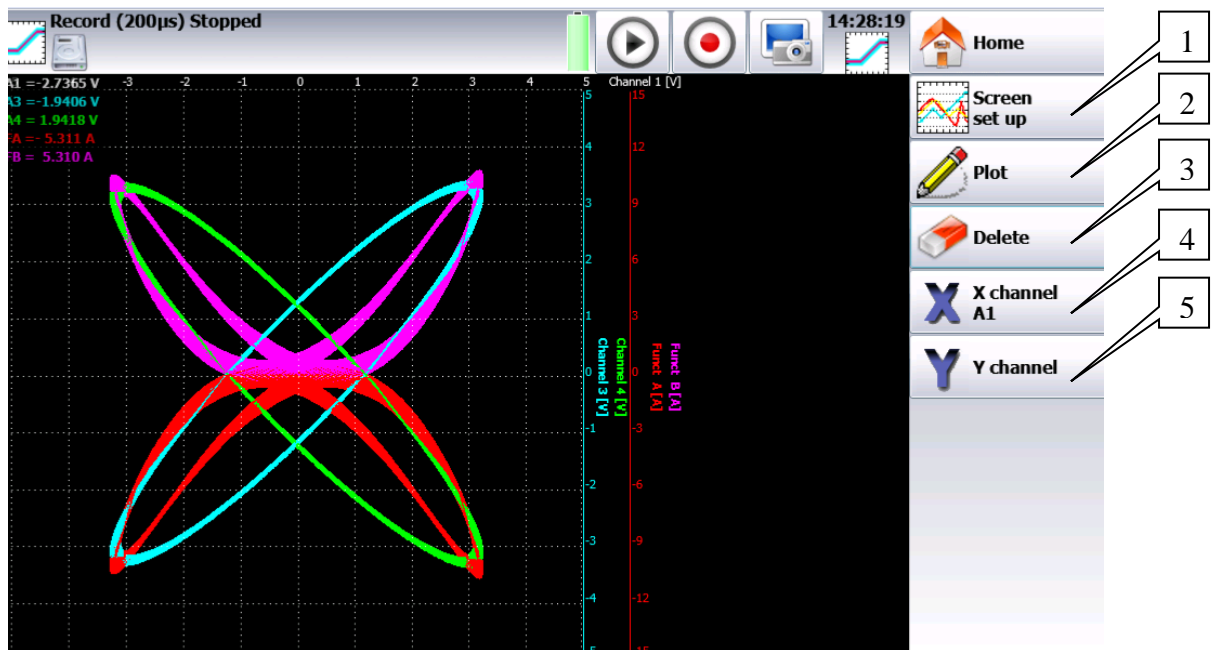 Record (200µs) Stopped
14:28:19
Home
1
Screen
set up
2
Plot
3
Delete
4
X channel
A1
5
Y channel
A1 =-2.7365 V
A3 =-1.9406 V
A4 = 1.9418 V
FA = - 5.311 A
FB = 5.310 A
-3 -2 -1 0 1 2 3 4 5 Channel 1 [V]
5 15
4 12
3 9
2 6
1 3
0 0
-1 -3
-2 -6
-3 -9
-4 -12
-5 -15
Channel 3 [V]
Channel 4 [V]
Funct A [A]
Funct B [A]